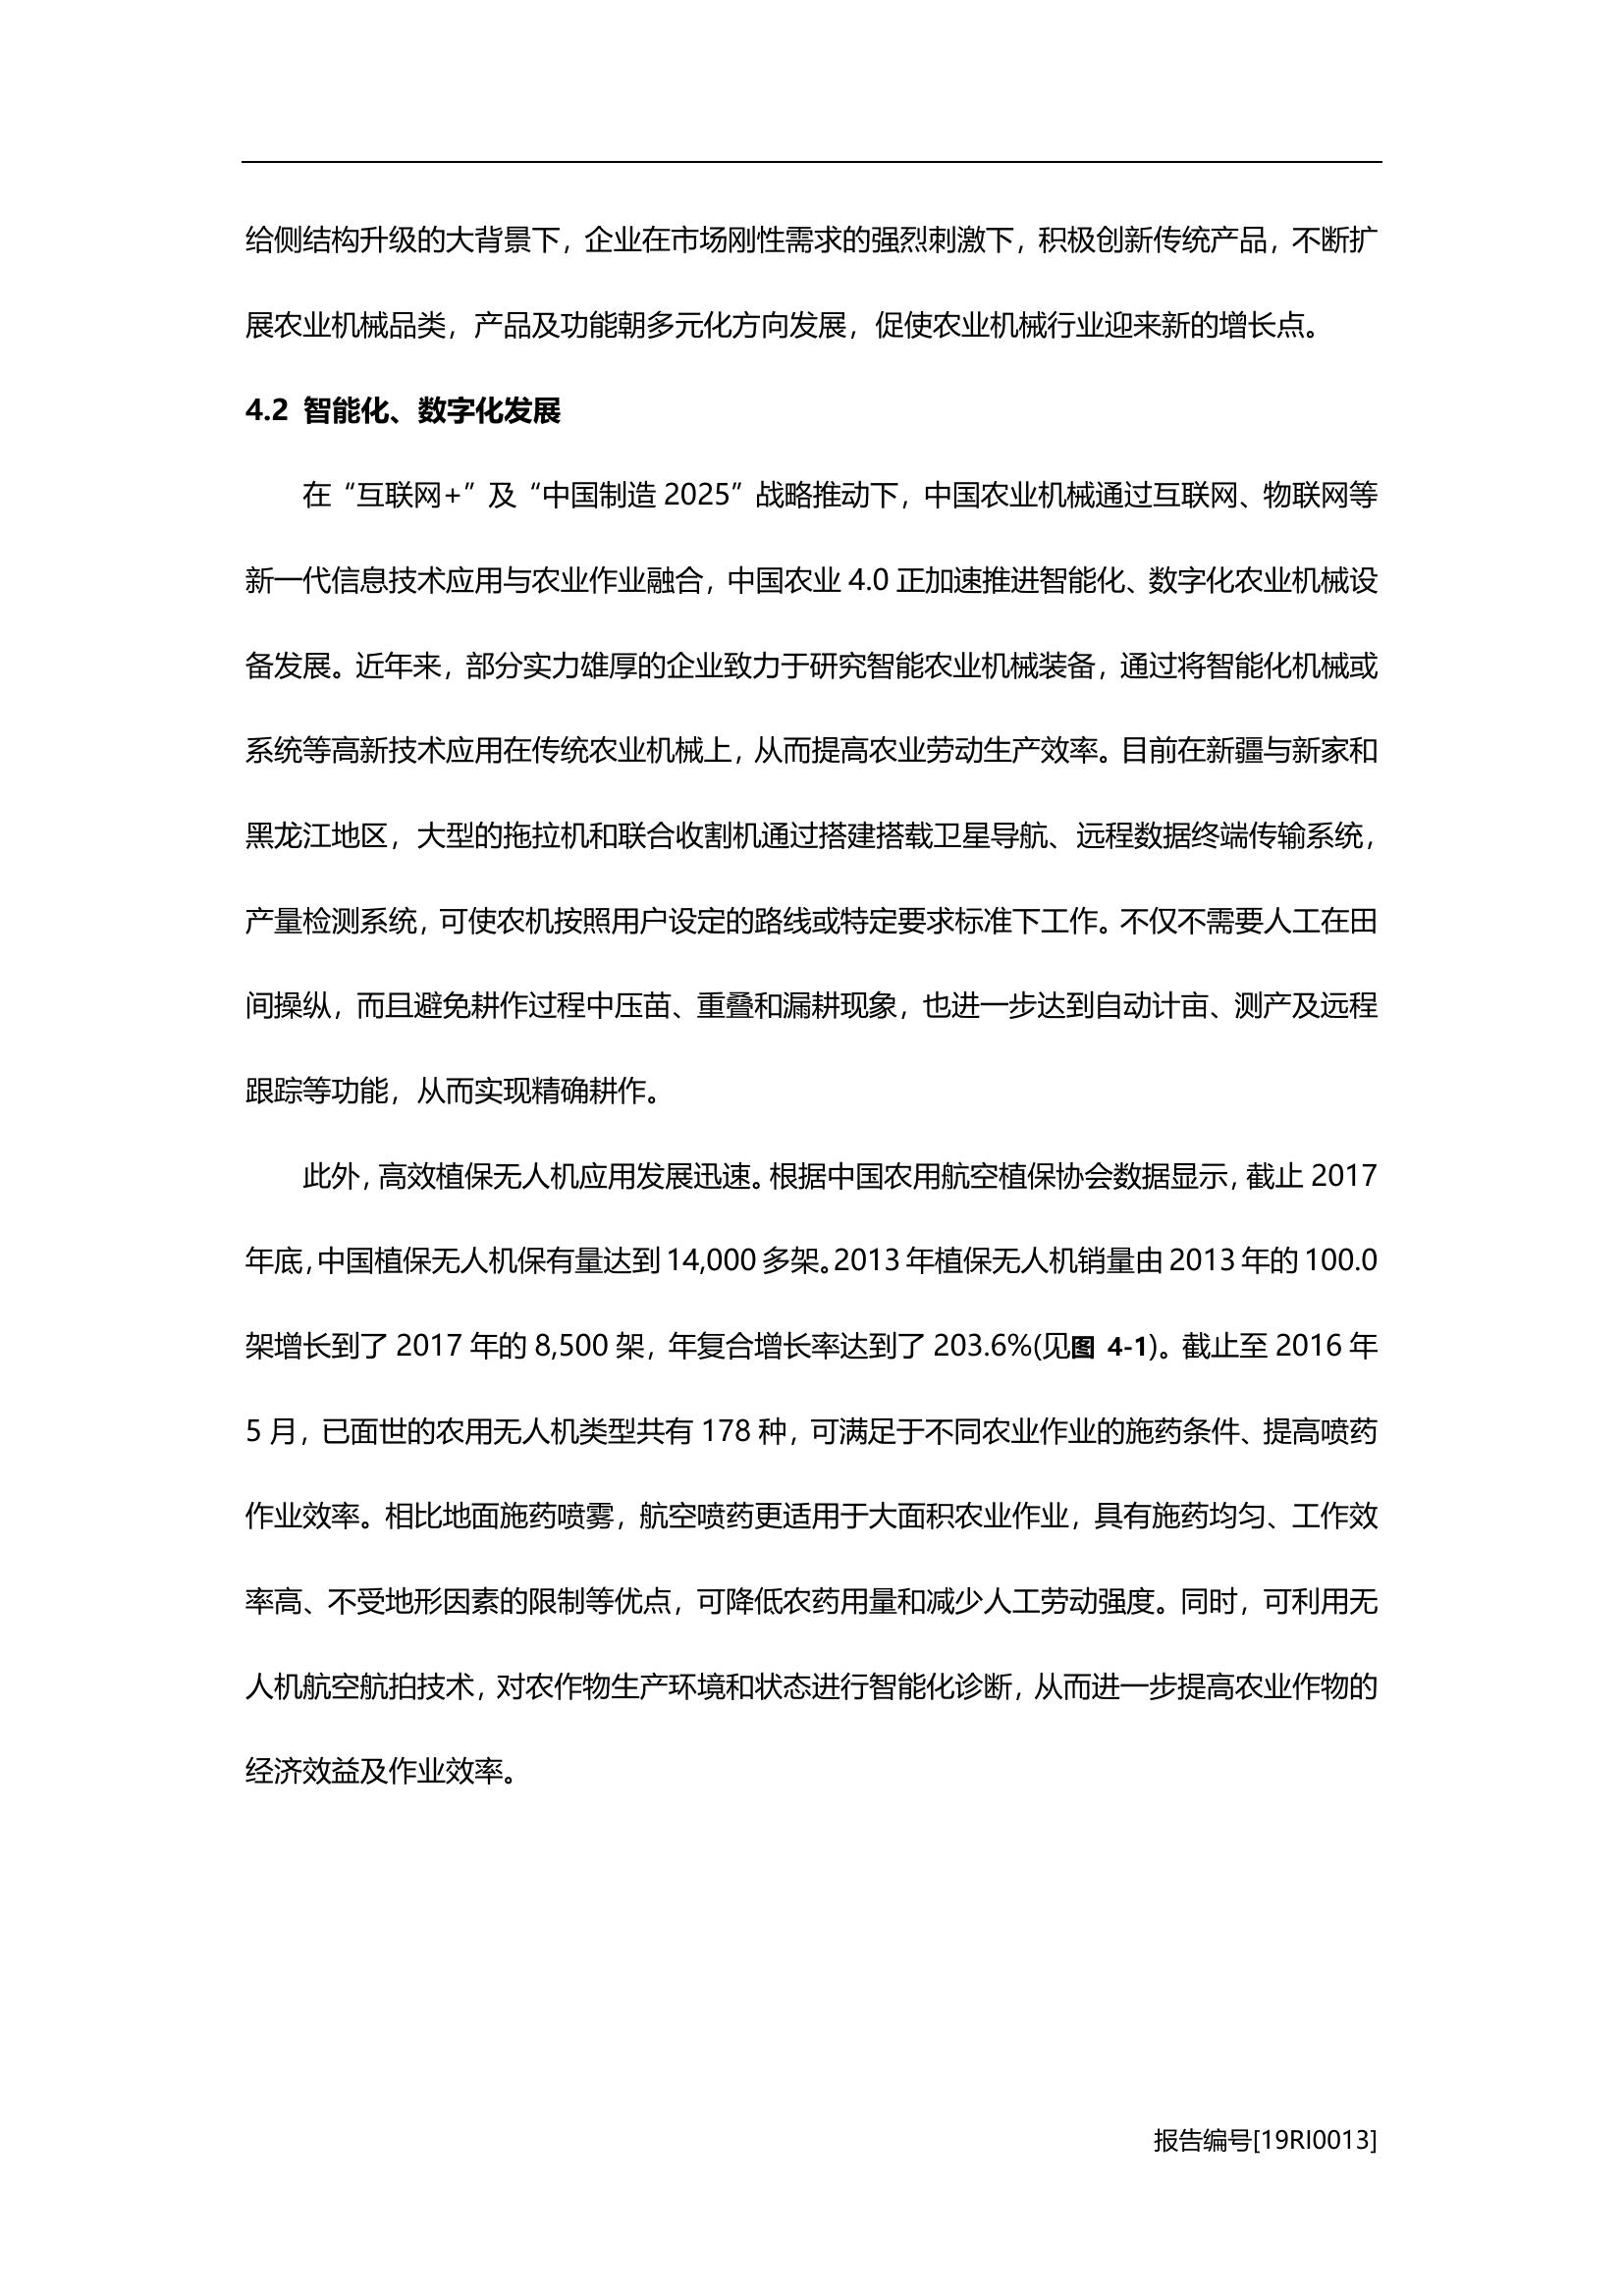 给侧结构升级的大背景下，企业在市场刚性需求的强烈刺激下，积极创新传统产品，不断扩
展农业机械品类，产品及功能朝多元化方向发展，促使农业机械行业迎来新的增长点。
4.2 智能化、数字化发展
在“互联网+”及“中国制造 2025”战略推动下，中国农业机械通过互联网、物联网等
新一代信息技术应用与农业作业融合，中国农业 4.0 正加速推进智能化、数字化农业机械设
备发展。近年来，部分实力雄厚的企业致力于研究智能农业机械装备，通过将智能化机械或
系统等高新技术应用在传统农业机械上，从而提高农业劳动生产效率。目前在新疆与新家和
黑龙江地区，大型的拖拉机和联合收割机通过搭建搭载卫星导航、远程数据终端传输系统，
产量检测系统，可使农机按照用户设定的路线或特定要求标准下工作。不仅不需要人工在田
间操纵，而且避免耕作过程中压苗、重叠和漏耕现象，也进一步达到自动计亩、测产及远程
跟踪等功能，从而实现精确耕作。
此外，高效植保无人机应用发展迅速。根据中国农用航空植保协会数据显示，截止 2017
年底，中国植保无人机保有量达到 14,000 多架。2013 年植保无人机销量由 2013 年的 100.0
架增长到了 2017 年的 8,500 架，年复合增长率达到了 203.6%(见图 4-1)。截止至 2016 年
5 月，已面世的农用无人机类型共有 178 种，可满足于不同农业作业的施药条件、提高喷药
作业效率。相比地面施药喷雾，航空喷药更适用于大面积农业作业，具有施药均匀、工作效
率高、不受地形因素的限制等优点，可降低农药用量和减少人工劳动强度。同时，可利用无
人机航空航拍技术，对农作物生产环境和状态进行智能化诊断，从而进一步提高农业作物的
经济效益及作业效率。
报告编号[19RI0013]